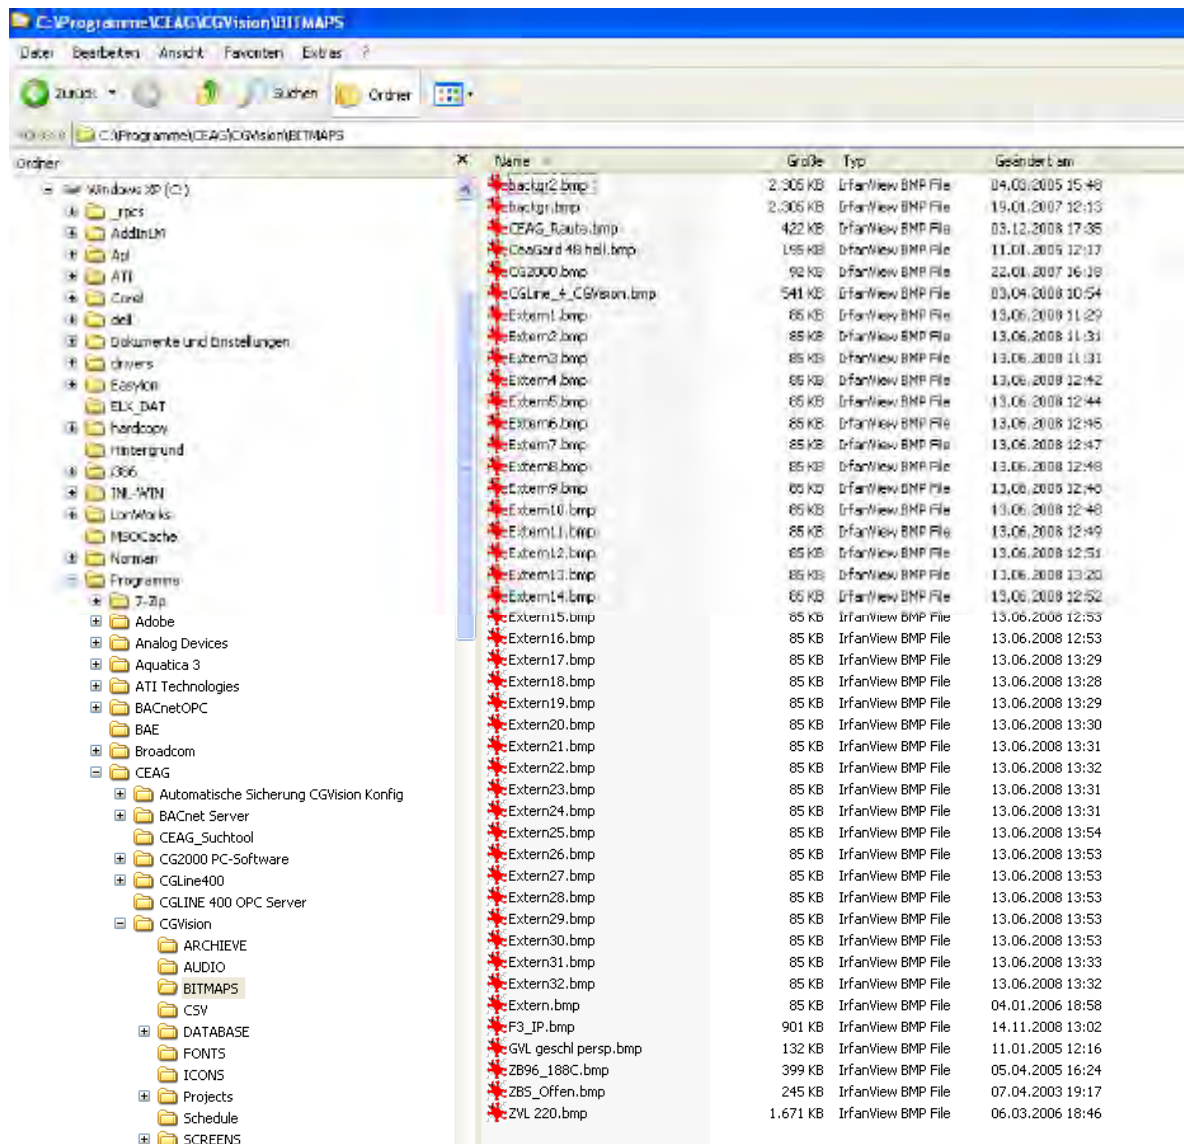 C:\Programme\CEAG\CGVision\BITMAPS
Datei Bearbeiten Ansicht Favoriten Extras ?
Zurück Suchen Ordner
C:\Programme\CEAG\CGVision\BITMAPS
Ordner
Windows XP (C:)
_rpcs
AddInLM
Apl
ATI
Corel
dell
Dokumente und Einstellungen
drivers
Easylon
ELX_DAT
hardcopy
Hintergrund
i386
INL-WIN
LonWorks
MSOCache
Norman
Programme
7-Zip
Adobe
Analog Devices
Aquatica 3
ATI Technologies
BACnetOPC
BAE
Broadcom
CEAG
Automatische Sicherung CGVision Konfig
BACnet Server
CEAG_Suchtool
CG2000 PC-Software
CGLine400
CGLINE 400 OPC Server
CGVision
ARCHIEVE
AUDIO
BITMAPS
CSV
DATABASE
FONTS
ICONS
Projects
Schedule
SCREENS
Name Größe Typ Geändert am
backgr2.bmp 2.305 KB IrfanView BMP File 04.03.2005 15:48
backgr.bmp 2.305 KB IrfanView BMP File 19.01.2007 12:13
CEAG_Raute.bmp 422 KB IrfanView BMP File 03.12.2008 17:35
CeaGard 48 hell.bmp 195 KB IrfanView BMP File 11.01.2005 12:17
CG2000.bmp 92 KB IrfanView BMP File 22.01.2007 16:18
CGLine_4_CGVision.bmp 541 KB IrfanView BMP File 03.04.2008 10:54
Extern1.bmp 85 KB IrfanView BMP File 13.06.2008 11:29
Extern2.bmp 85 KB IrfanView BMP File 13.06.2008 11:31
Extern3.bmp 85 KB IrfanView BMP File 13.06.2008 11:31
Extern4.bmp 85 KB IrfanView BMP File 13.06.2008 12:42
Extern5.bmp 85 KB IrfanView BMP File 13.06.2008 12:44
Extern6.bmp 85 KB IrfanView BMP File 13.06.2008 12:45
Extern7.bmp 85 KB IrfanView BMP File 13.06.2008 12:47
Extern8.bmp 85 KB IrfanView BMP File 13.06.2008 12:48
Extern9.bmp 85 KB IrfanView BMP File 13.06.2008 12:48
Extern10.bmp 85 KB IrfanView BMP File 13.06.2008 12:48
Extern11.bmp 85 KB IrfanView BMP File 13.06.2008 12:49
Extern12.bmp 85 KB IrfanView BMP File 13.06.2008 12:51
Extern13.bmp 85 KB IrfanView BMP File 13.06.2008 13:20
Extern14.bmp 85 KB IrfanView BMP File 13.06.2008 12:52
Extern15.bmp 85 KB IrfanView BMP File 13.06.2008 12:53
Extern16.bmp 85 KB IrfanView BMP File 13.06.2008 12:53
Extern17.bmp 85 KB IrfanView BMP File 13.06.2008 13:29
Extern18.bmp 85 KB IrfanView BMP File 13.06.2008 13:28
Extern19.bmp 85 KB IrfanView BMP File 13.06.2008 13:29
Extern20.bmp 85 KB IrfanView BMP File 13.06.2008 13:30
Extern21.bmp 85 KB IrfanView BMP File 13.06.2008 13:31
Extern22.bmp 85 KB IrfanView BMP File 13.06.2008 13:32
Extern23.bmp 85 KB IrfanView BMP File 13.06.2008 13:31
Extern24.bmp 85 KB IrfanView BMP File 13.06.2008 13:31
Extern25.bmp 85 KB IrfanView BMP File 13.06.2008 13:54
Extern26.bmp 85 KB IrfanView BMP File 13.06.2008 13:53
Extern27.bmp 85 KB IrfanView BMP File 13.06.2008 13:53
Extern28.bmp 85 KB IrfanView BMP File 13.06.2008 13:53
Extern29.bmp 85 KB IrfanView BMP File 13.06.2008 13:53
Extern30.bmp 85 KB IrfanView BMP File 13.06.2008 13:53
Extern31.bmp 85 KB IrfanView BMP File 13.06.2008 13:33
Extern32.bmp 85 KB IrfanView BMP File 13.06.2008 13:32
Extern.bmp 85 KB IrfanView BMP File 04.01.2006 18:58
F3_IP.bmp 901 KB IrfanView BMP File 14.11.2008 13:02
GVL geschl persp.bmp 132 KB IrfanView BMP File 11.01.2005 12:16
ZB96_188C.bmp 399 KB IrfanView BMP File 05.04.2005 16:24
ZBS_Offen.bmp 245 KB IrfanView BMP File 07.04.2003 19:17
ZVL 220.bmp 1.671 KB IrfanView BMP File 06.03.2006 18:46